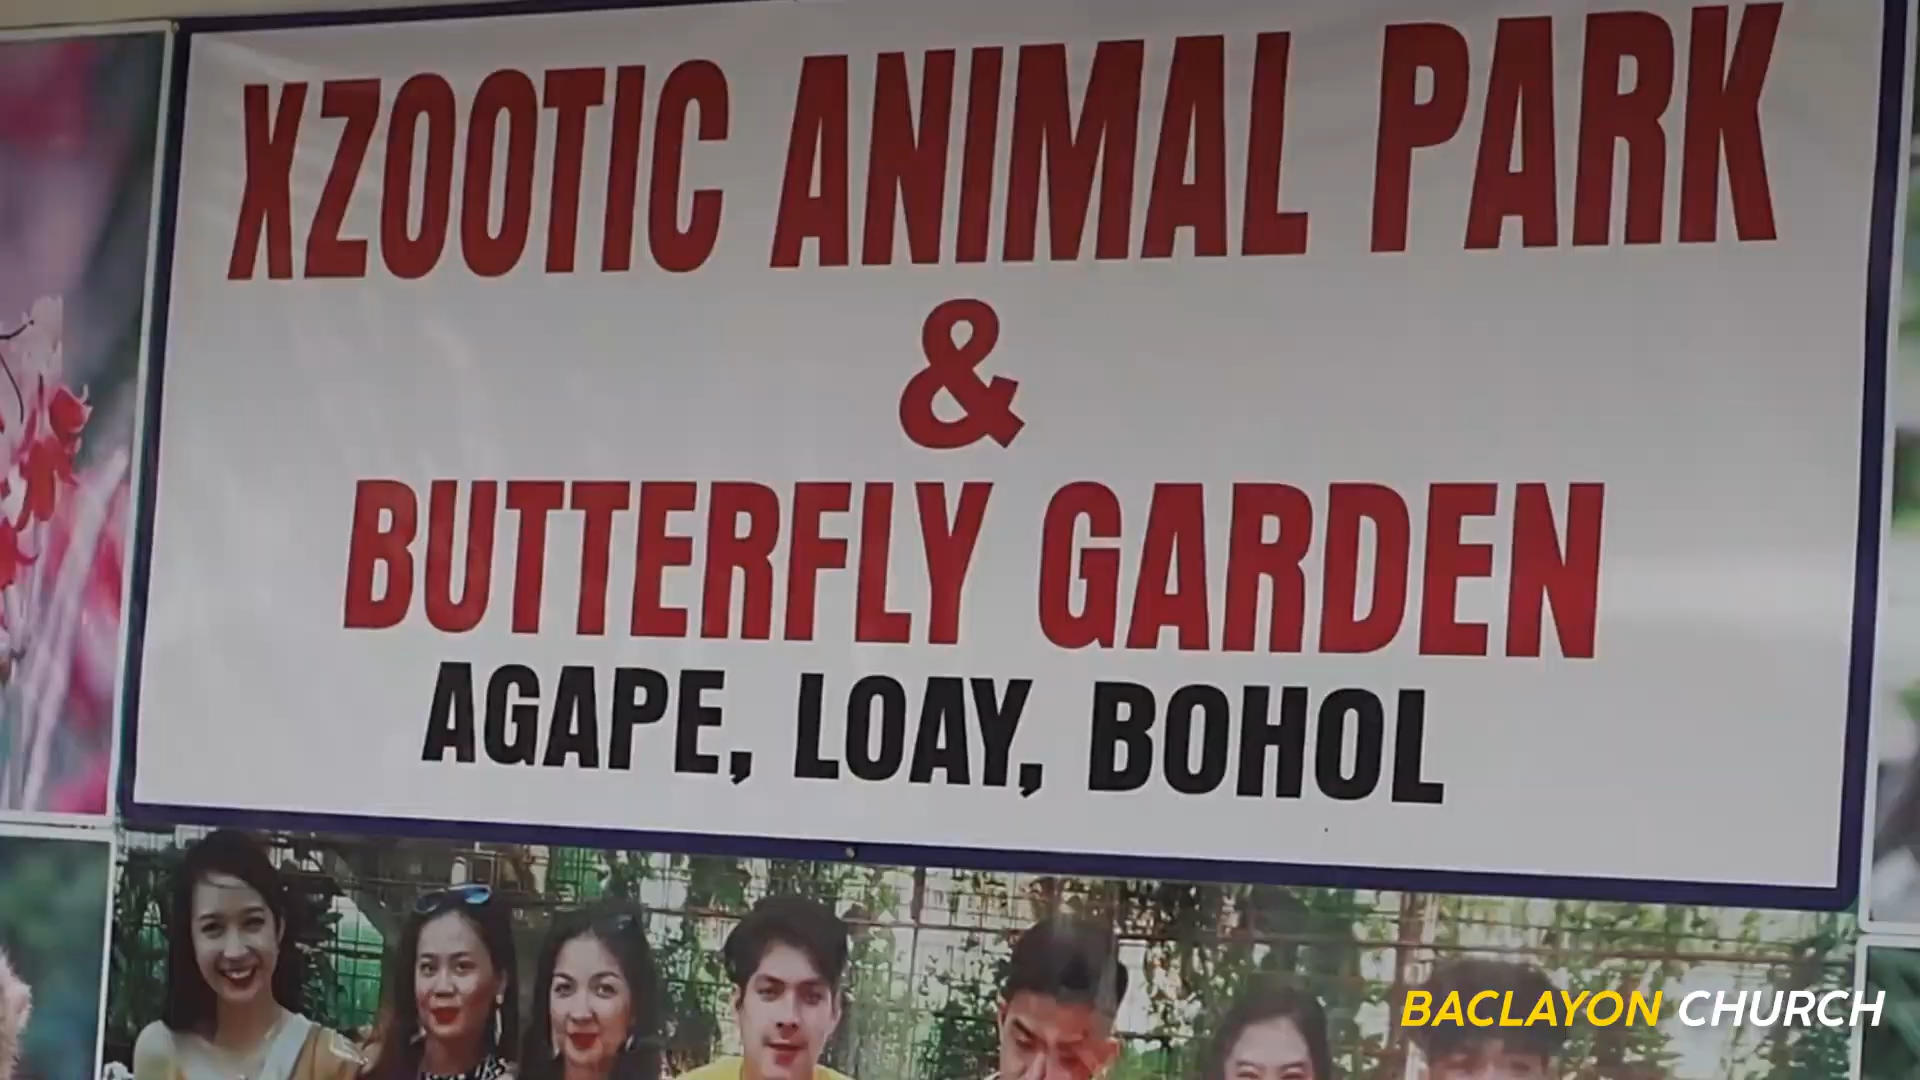 XZOOTIC ANIMAL PARK
&
BUTTERFLY GARDEN
AGAPE, LOAY, BOHOL
BACLAYON CHURCH